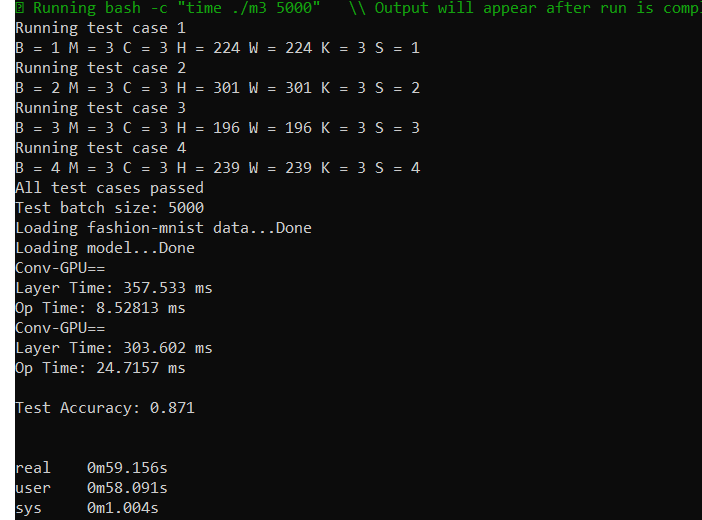 Running bash -c "time ./m3 5000" \\ Output will appear after run is compl
Running test case 1
B = 1 M = 3 C = 3 H = 224 W = 224 K = 3 S = 1
Running test case 2
B = 2 M = 3 C = 3 H = 301 W = 301 K = 3 S = 2
Running test case 3
B = 3 M = 3 C = 3 H = 196 W = 196 K = 3 S = 3
Running test case 4
B = 4 M = 3 C = 3 H = 239 W = 239 K = 3 S = 4
All test cases passed
Test batch size: 5000
Loading fashion-mnist data...Done
Loading model...Done
Conv-GPU==
Layer Time: 357.533 ms
Op Time: 8.52813 ms
Conv-GPU==
Layer Time: 303.602 ms
Op Time: 24.7157 ms
Test Accuracy: 0.871
real 0m59.156s
user 0m58.091s
sys 0m1.004s